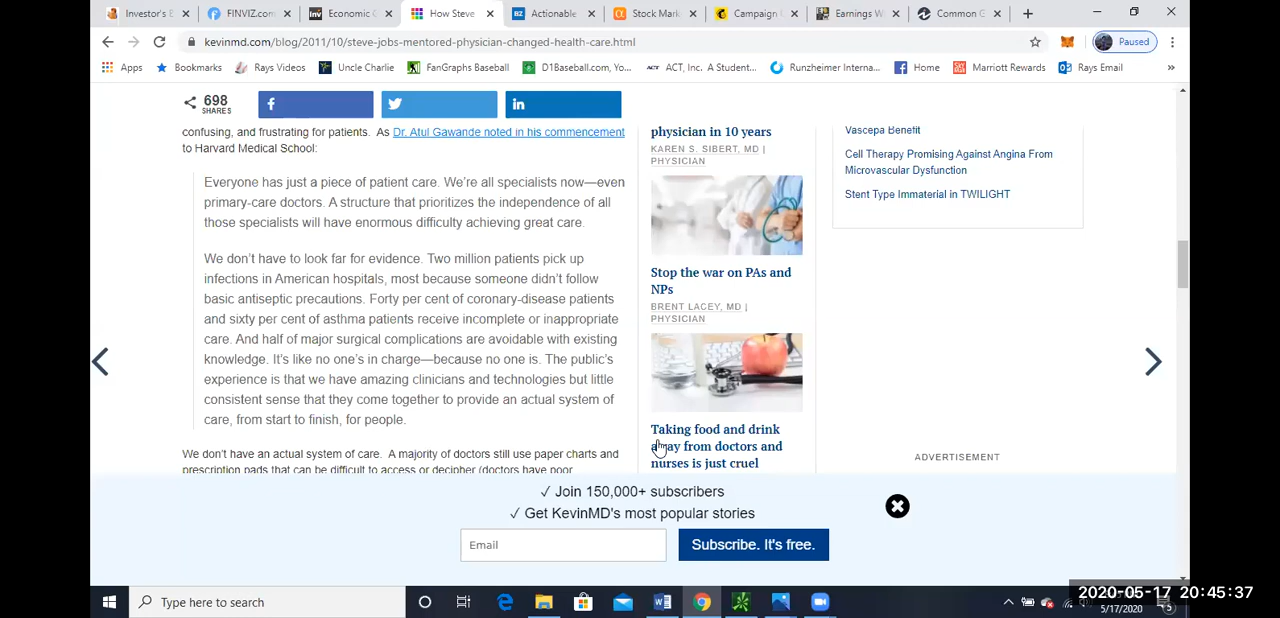 Investor's E
FINVIZ.com
Economic C
How Steve
Actionable
Stock Mark
Campaign
Earnings W
Common G
kevinmd.com/blog/2011/10/steve-jobs-mentored-physician-changed-health-care.html
Paused
Apps
Bookmarks
Rays Videos
Uncle Charlie
FanGraphs Baseball
D1Baseball.com, Yo...
ACT, Inc. : A Student...
Runzheimer Interna...
Home
Marriott Rewards
Rays Email
»
698
SHARES
confusing, and frustrating for patients. As Dr. Atul Gawande noted in his commencement
to Harvard Medical School:
Everyone has just a piece of patient care. We're all specialists now—even
primary-care doctors. A structure that prioritizes the independence of all
those specialists will have enormous difficulty achieving great care.
We don't have to look far for evidence. Two million patients pick up
infections in American hospitals, most because someone didn't follow
basic antiseptic precautions. Forty per cent of coronary-disease patients
and sixty per cent of asthma patients receive incomplete or inappropriate
care. And half of major surgical complications are avoidable with existing
knowledge. It's like no one's in charge—because no one is. The public's
experience is that we have amazing clinicians and technologies but little
consistent sense that they come together to provide an actual system of
care, from start to finish, for people.
We don't have an actual system of care. A majority of doctors still use paper charts and
prescription pads that can be difficult to access or decipher (doctors have poor
physician in 10 years
KAREN S. SIBERT, MD |
PHYSICIAN
Stop the war on PAs and
NPs
BRENT LACEY, MD |
PHYSICIAN
Taking food and drink
away from doctors and
nurses is just cruel
Vascepa Benefit
Cell Therapy Promising Against Angina From
Microvascular Dysfunction
Stent Type Immaterial in TWILIGHT
ADVERTISEMENT
✓ Join 150,000+ subscribers
✓ Get KevinMD's most popular stories
Email
Subscribe. It's free.
Type here to search
2020-05-17 20:45:37
5/17/2020